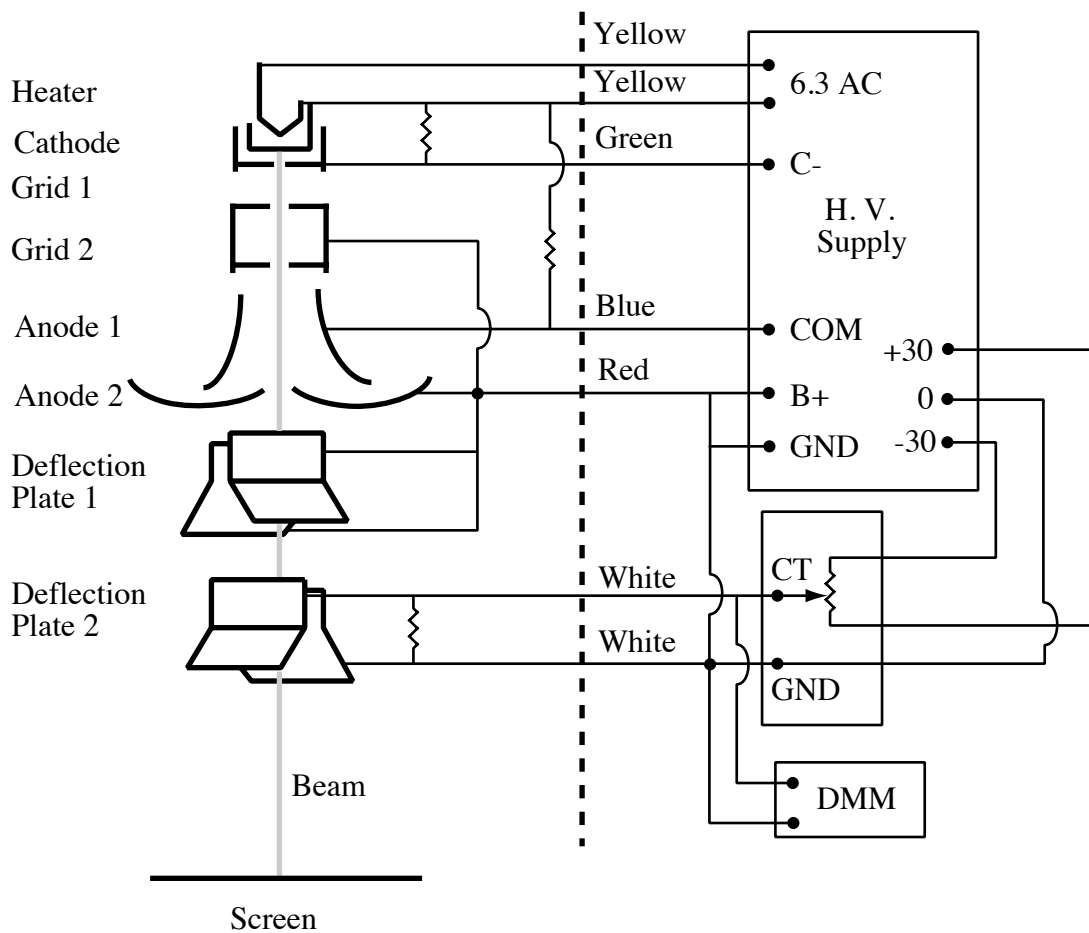 Heater
Cathode
Grid 1
Grid 2
Anode 1
Anode 2
Deflection
Plate 1
Deflection
Plate 2
Beam
Screen
Yellow
Yellow
Green
Blue
Red
White
White
6.3 AC
C-
H. V.
Supply
COM
B+
GND
+30
0
-30
CT
GND
DMM